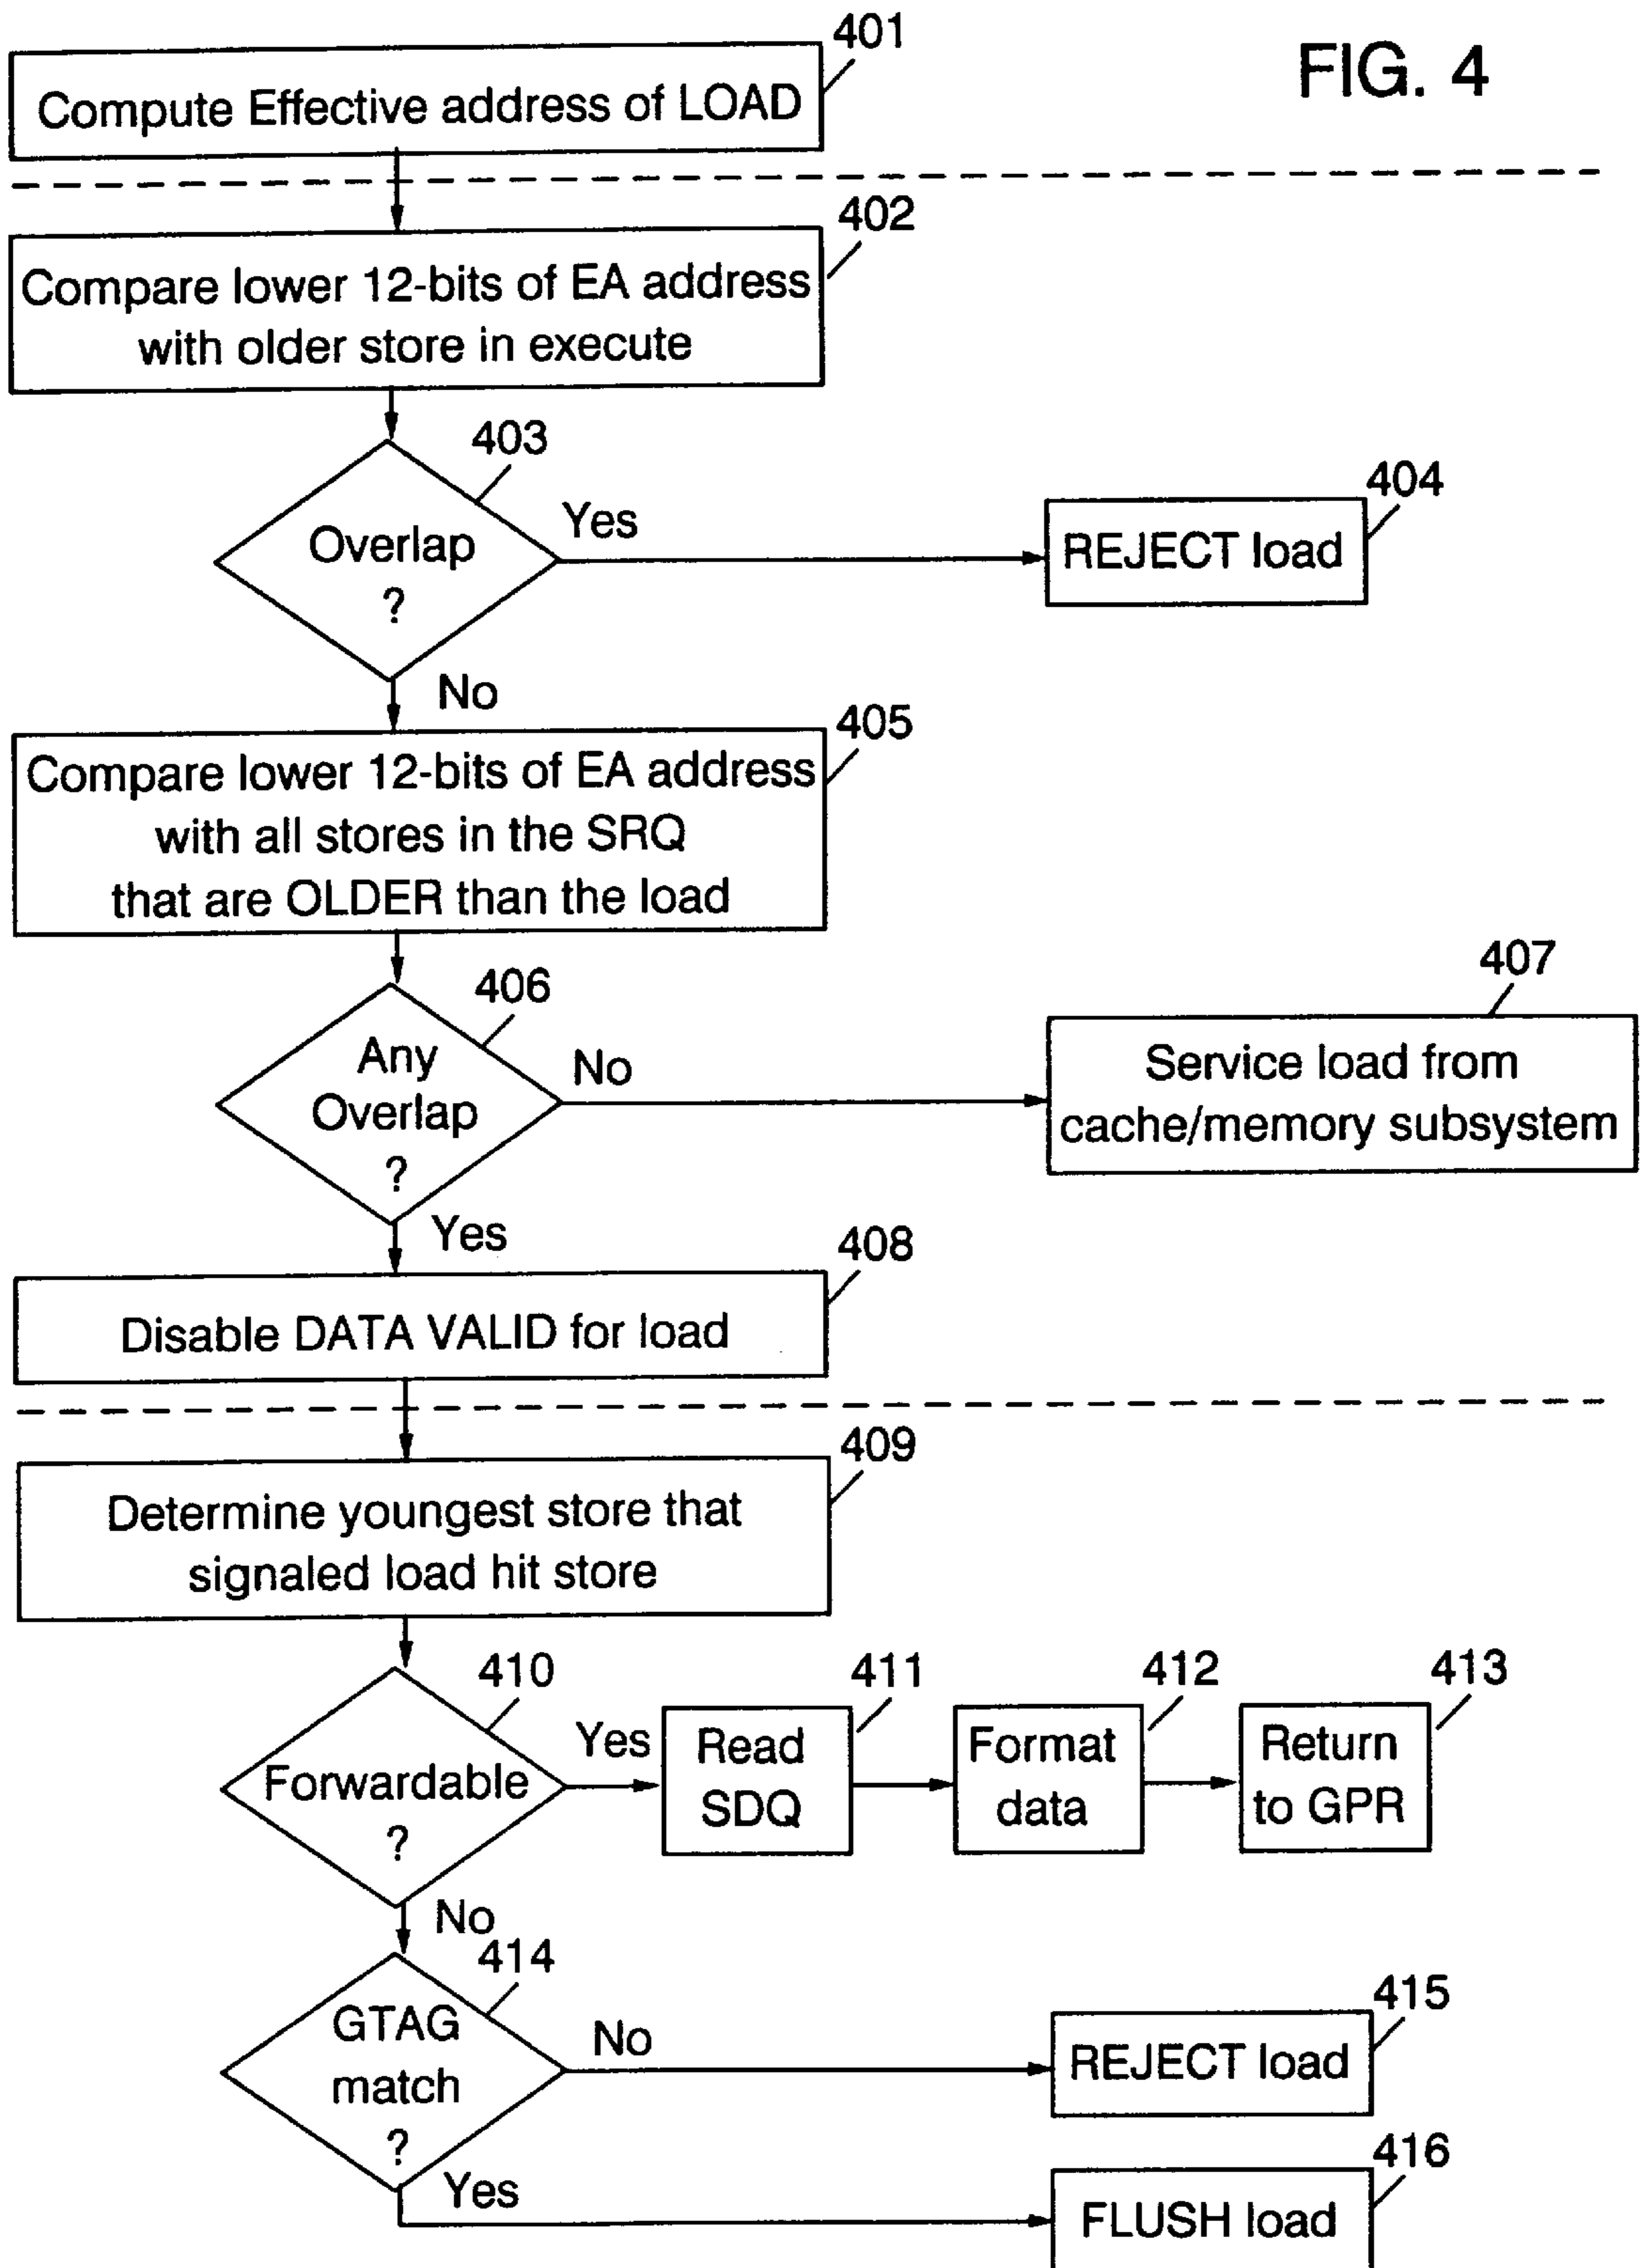 401
FIG. 4
Compute Effective address of LOAD
402
Compare lower 12-bits of EA address
with older store in execute
403
Overlap
?
Yes
404
REJECT load
No
405
Compare lower 12-bits of EA address
with all stores in the SRQ
that are OLDER than the load
406
Any
Overlap
?
No
407
Service load from
cache/memory subsystem
Yes
408
Disable DATA VALID for load
409
Determine youngest store that
signaled load hit store
410
Forwardable
?
Yes
411
Read
SDQ
412
Format
data
413
Return
to GPR
No
414
GTAG
match
?
No
415
REJECT load
Yes
416
FLUSH load